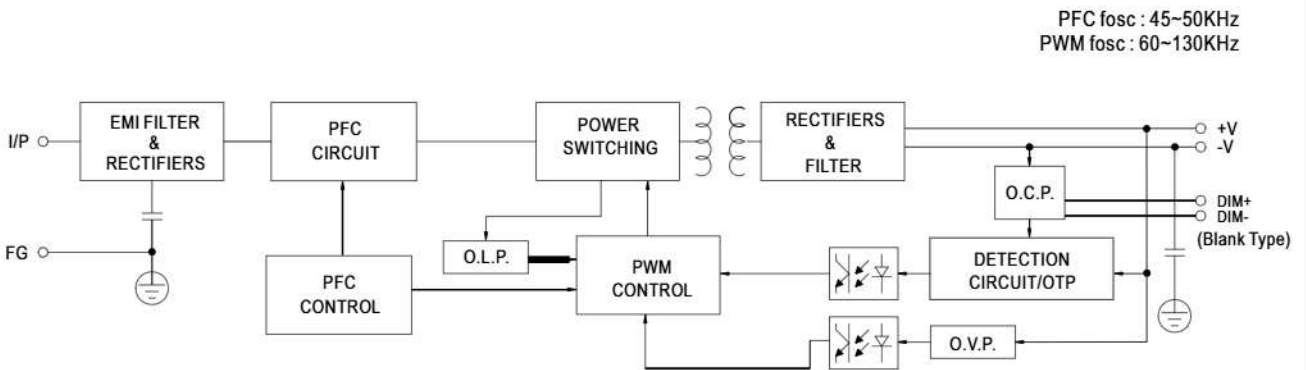 PFC fosc : 45~50KHz
PWM fosc : 60~130KHz
I/P
EMI FILTER
&
RECTIFIERS
PFC
CIRCUIT
POWER
SWITCHING
RECTIFIERS
&
FILTER
+V
-V
O.C.P.
DIM+
DIM-
(Blank Type)
FG
O.L.P.
PFC
CONTROL
PWM
CONTROL
DETECTION
CIRCUIT/OTP
O.V.P.